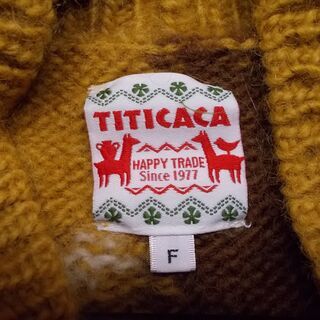 TITICACA
HAPPY TRADE
Since 1977
F